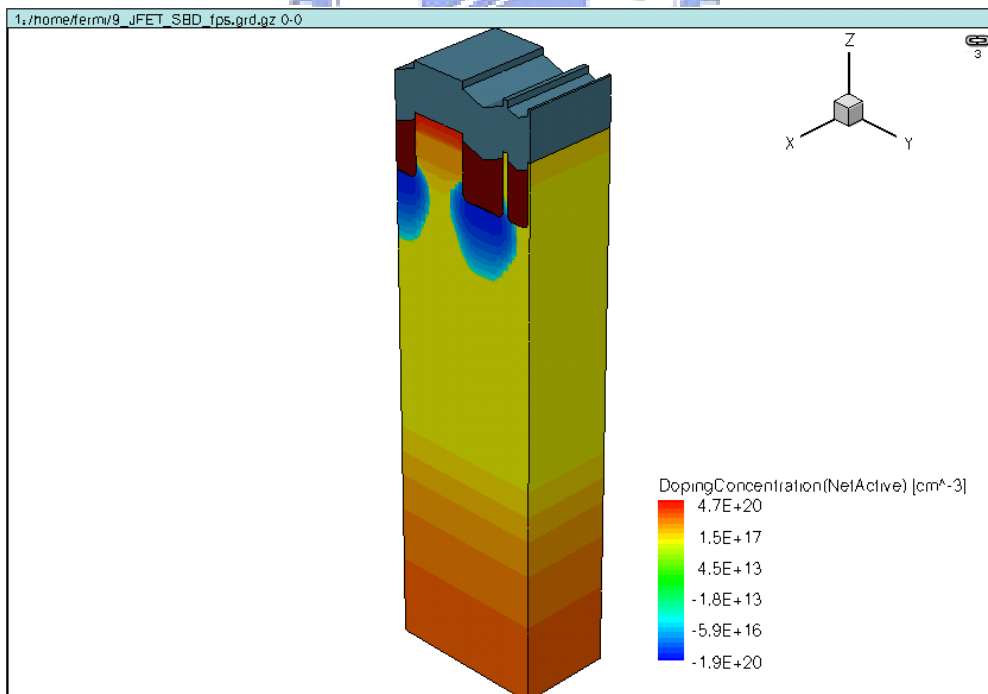 1:/home/fermi/9_JFET_SBD_fps.grd.gz 0-0
Z
3
X
Y
DopingConcentration(NetActive) [cm^-3]
4.7E+20
1.5E+17
4.5E+13
-1.8E+13
-5.9E+16
-1.9E+20